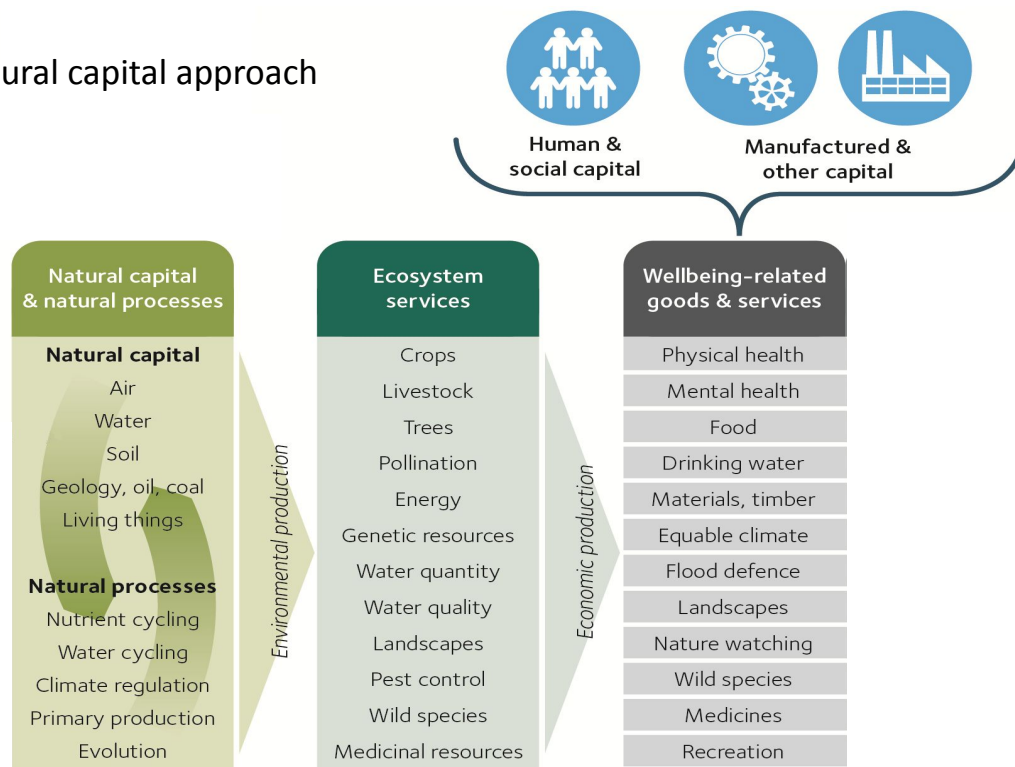 ural capital approach
Human &
social capital
Manufactured &
other capital
Natural capital
& natural processes
Natural capital
Air
Water
Soil
Geology, oil, coal
Living things
Natural processes
Nutrient cycling
Water cycling
Climate regulation
Primary production
Evolution
Environmental production
Ecosystem
services
Crops
Livestock
Trees
Pollination
Energy
Genetic resources
Water quantity
Water quality
Landscapes
Pest control
Wild species
Medicinal resources
Economic production
Wellbeing-related
goods & services
Physical health
Mental health
Food
Drinking water
Materials, timber
Equable climate
Flood defence
Landscapes
Nature watching
Wild species
Medicines
Recreation